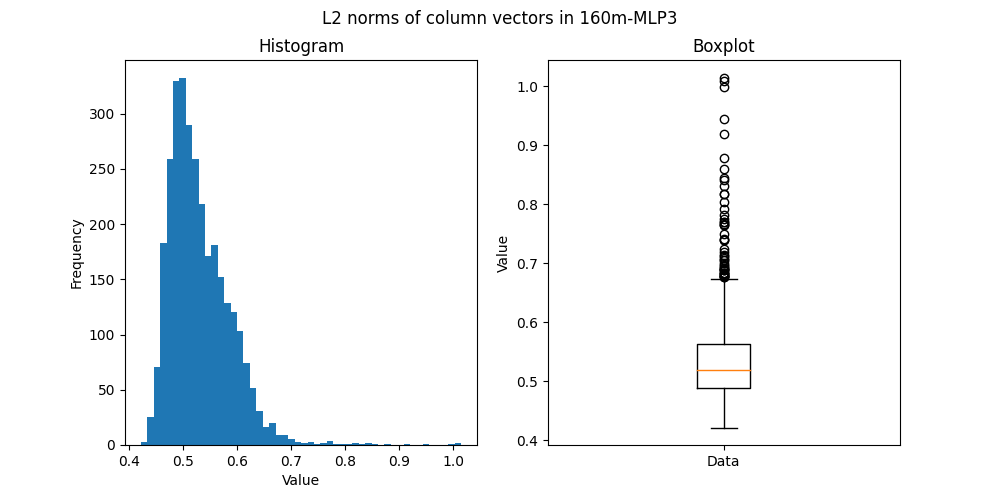 L2 norms of column vectors in 160m-MLP3
Histogram
Frequency
300
250
200
150
100
50
0
0.4 0.5 0.6 0.7 0.8 0.9 1.0
Value
Boxplot
Value
1.0
0.9
0.8
0.7
0.6
0.5
0.4
Data